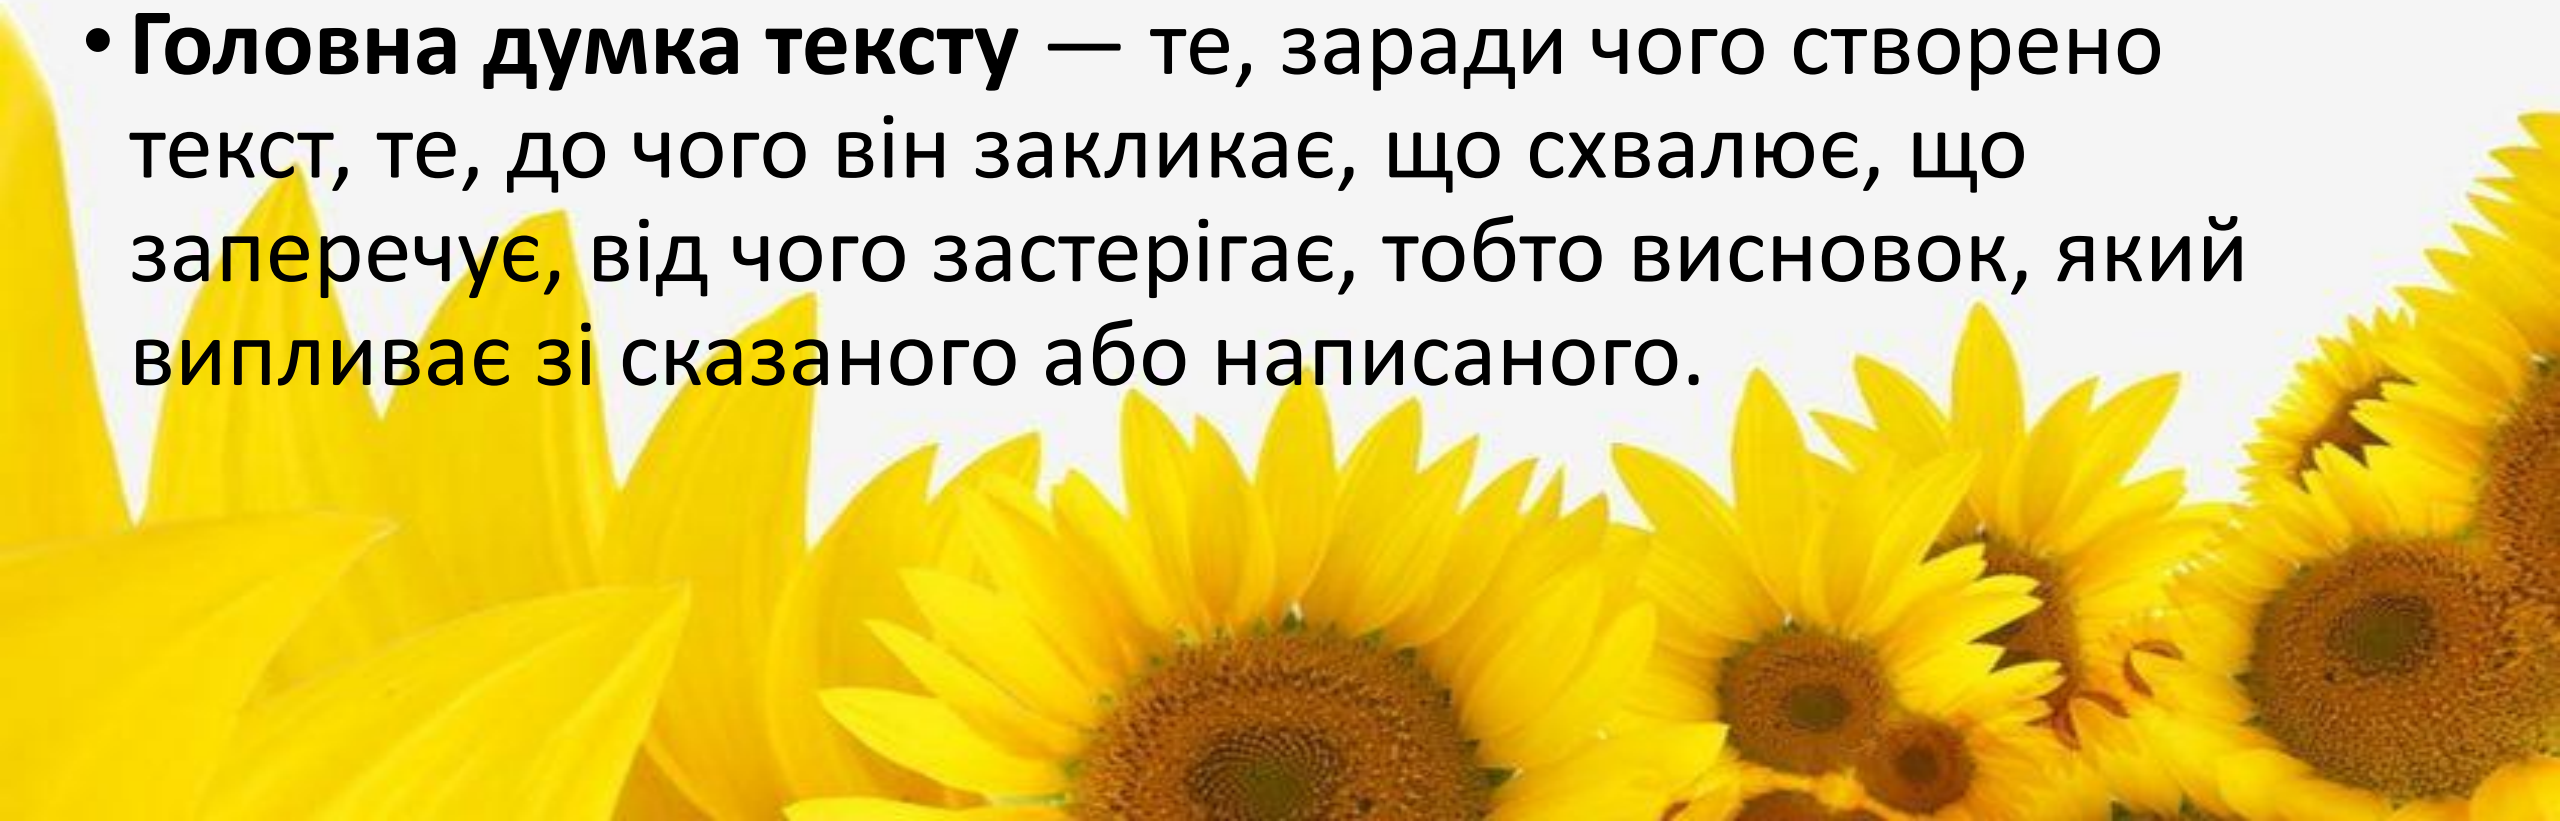 • Головна думка тексту — те, заради чого створено
текст, те, до чого він закликає, що схвалює, що
заперечує, від чого застерігає, тобто висновок, який
випливає зі сказаного або написаного.